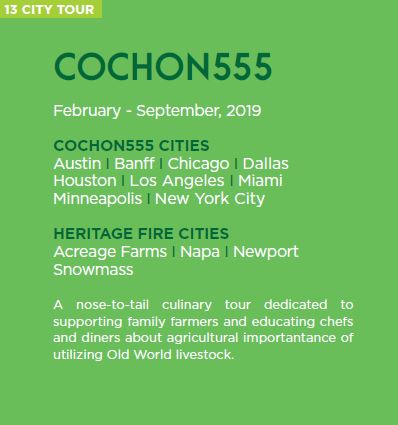 13 CITY TOUR
COCHON555
February - September, 2019
COCHON555 CITIES
Austin | Banff | Chicago | Dallas
Houston | Los Angeles | Miami
Minneapolis | New York City
HERITAGE FIRE CITIES
Acreage Farms | Napa | Newport
Snowmass
A nose-to-tail culinary tour dedicated to
supporting family farmers and educating chefs
and diners about agricultural importantance of
utilizing Old World livestock.